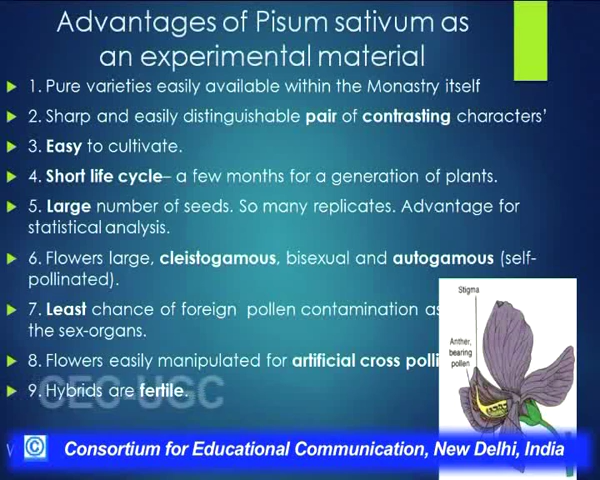 Advantages of Pisum sativum as
an experimental material
1. Pure varieties easily available within the Monastry itself
2. Sharp and easily distinguishable pair of contrasting characters'
3. Easy to cultivate.
4. Short life cycle– a few months for a generation of plants.
5. Large number of seeds. So many replicates. Advantage for
statistical analysis.
6. Flowers large, cleistogamous, bisexual and autogamous (self-
pollinated).
7. Least chance of foreign pollen contamination as
the sex-organs.
8. Flowers easily manipulated for artificial cross polli
9. Hybrids are fertile.
Stigma
Anther,
bearing
pollen
CEC-UGC
© Consortium for Educational Communication, New Delhi, India